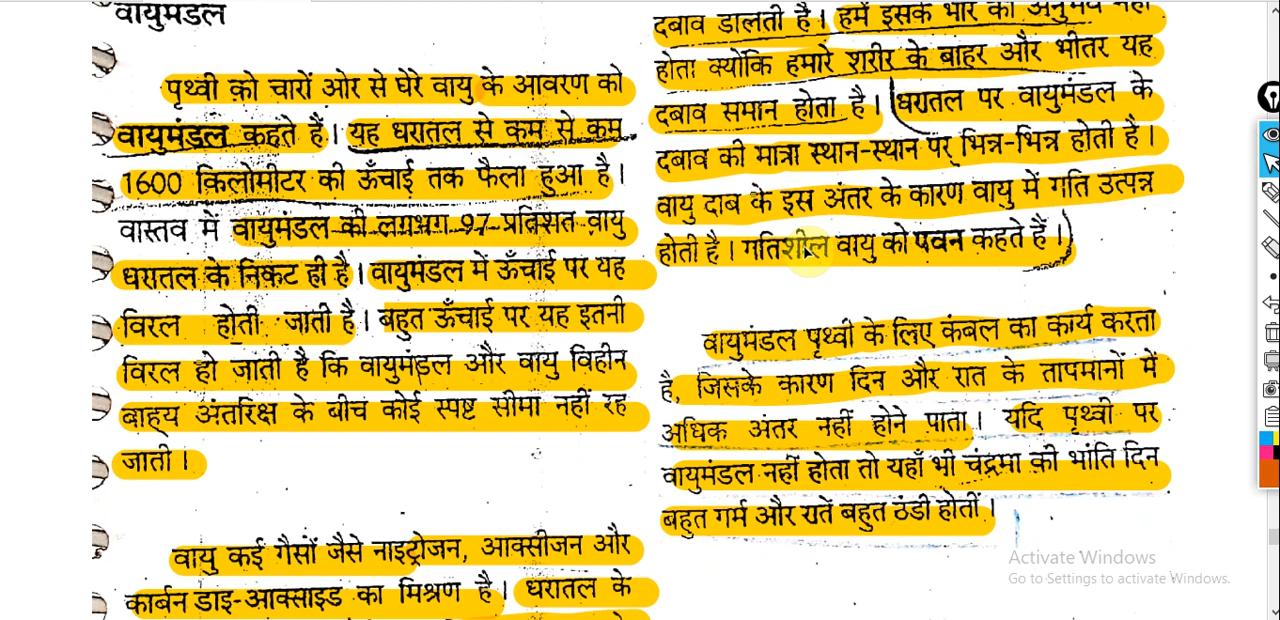 वायुमंडल
पृथ्वी को चारों ओर से घेरे वायु के आवरण को
वायुमंडल कहते हैं। यह धरातल से कम से कम
1600 किलोमीटर की ऊँचाई तक फैला हुआ है।
वास्तव में वायुमंडल की लगभग 97 प्रतिशत वायु
धरातल के निकट ही है। वायुमंडल में ऊँचाई पर यह
विरल होती जाती है। बहुत ऊँचाई पर यह इतनी
विरल हो जाती है कि वायुमंडल और वायु विहीन
बाह्य अंतरिक्ष के बीच कोई स्पष्ट सीमा नहीं रह
जाती।
वायु कई गैसों जैसे नाइट्रोजन, आक्सीजन और
कार्बन डाइ-आक्साइड का मिश्रण है। धरातल के
दबाव डालती है। हमें इसके भार का अनुभव नहीं
होता क्योंकि हमारे शरीर के बाहर और भीतर यह
दबाव समान होता है। धरातल पर वायुमंडल के
दबाव की मात्रा स्थान-स्थान पर भिन्न-भिन्न होती है।
वायु दाब के इस अंतर के कारण वायु में गति उत्पन्न
होती है। गतिशील वायु को पवन कहते हैं।
वायुमंडल पृथ्वी के लिए कंबल का कार्य करता
है, जिसके कारण दिन और रात के तापमानों में
अधिक अंतर नहीं होने पाता। यदि पृथ्वी पर
वायुमंडल नहीं होता तो यहाँ भी चंद्रमा की भांति दिन
बहुत गर्म और रातें बहुत ठंडी होतीं।
Activate Windows
Go to Settings to activate Windows.